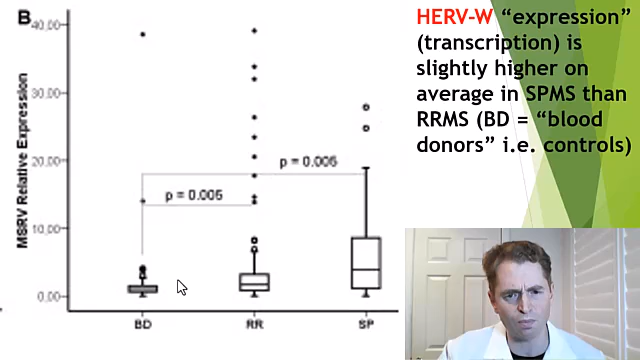 B
40,00
30,00
20,00
10,00
0,00
MSRV Relative Expression
p = 0.005
p = 0.005
BD
RR
SP
HERV-W “expression”
(transcription) is
slightly higher on
average in SPMS than
RRMS (BD = “blood
donors” i.e. controls)